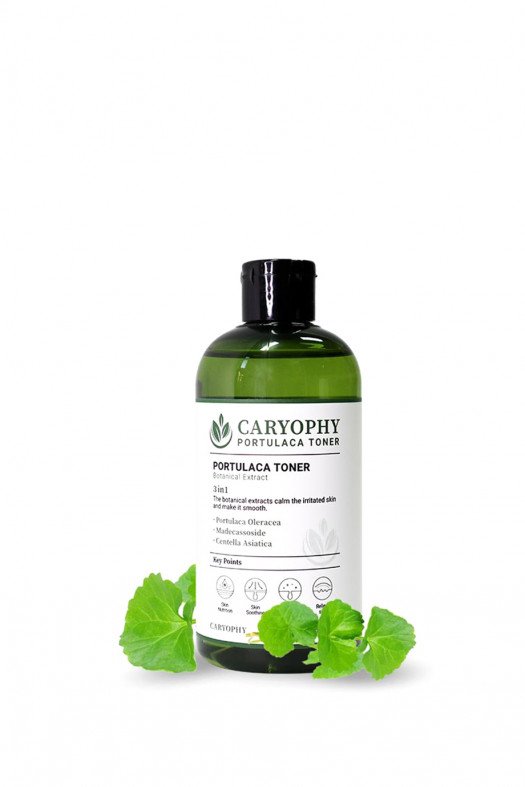 CARYOPHY
PORTULACA TONER
PORTULACA TONER
Botanical Extract
3 in 1
The botanical extracts calm the irritated skin
and make it smooth.
· Portulaca Oleracea
· Madecassoside
· Centella Asiatica
Key Points
Skin
Nutrition
Skin
CARYOPHY